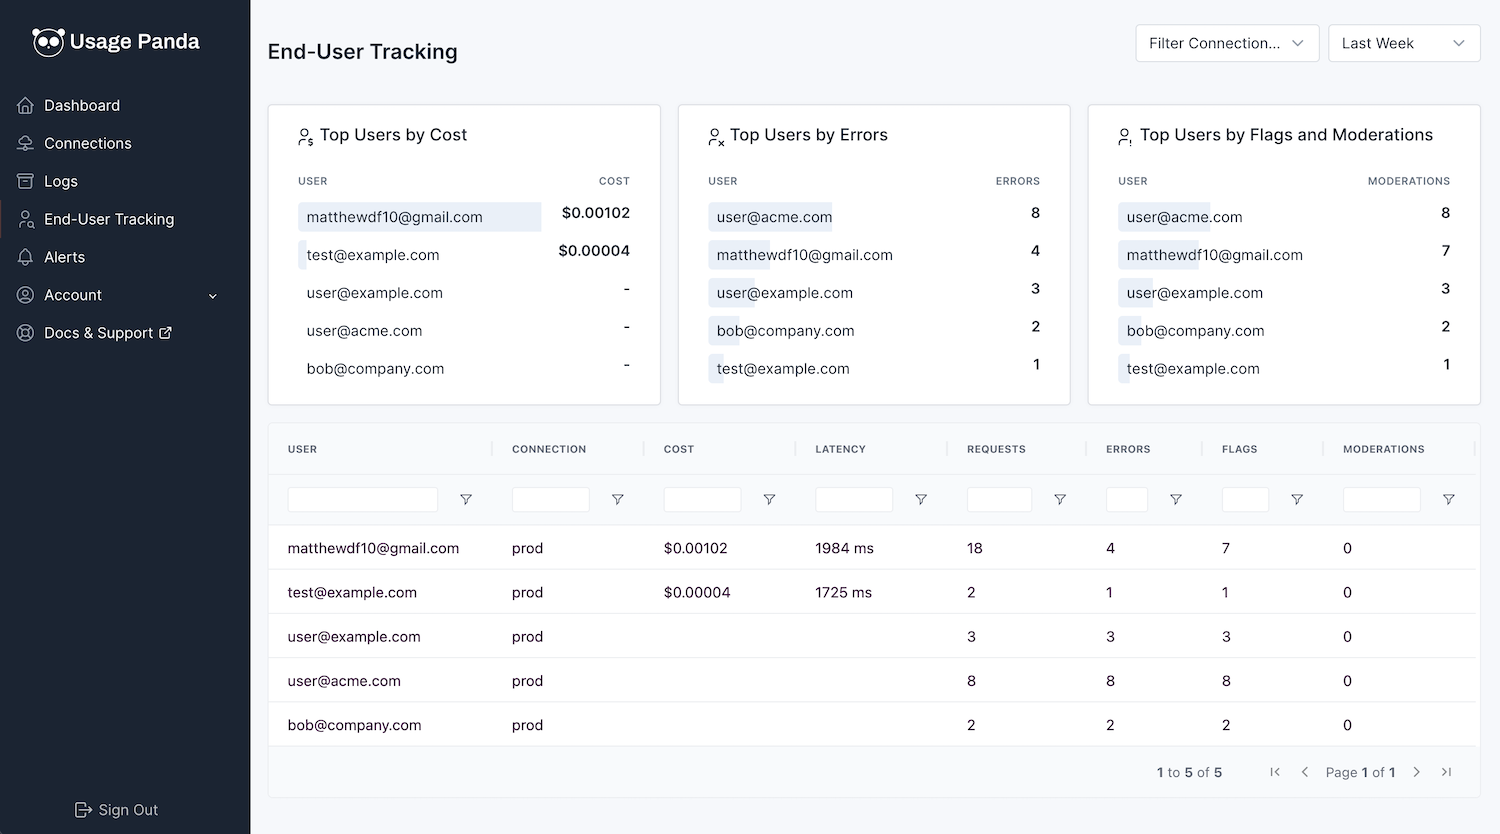 Usage Panda
Dashboard
Connections
Logs
End-User Tracking
Alerts
Account
Docs & Support
Sign Out
End-User Tracking
Filter Connection...
Last Week
Top Users by Cost
USER COST
matthewdf10@gmail.com $0.00102
test@example.com $0.00004
user@example.com -
user@acme.com -
bob@company.com -
Top Users by Errors
USER ERRORS
user@acme.com 8
matthewdf10@gmail.com 4
user@example.com 3
bob@company.com 2
test@example.com 1
Top Users by Flags and Moderations
USER MODERATIONS
user@acme.com 8
matthewdf10@gmail.com 7
user@example.com 3
bob@company.com 2
test@example.com 1
USER CONNECTION COST LATENCY REQUESTS ERRORS FLAGS MODERATIONS
matthewdf10@gmail.com prod $0.00102 1984 ms 18 4 7 0
test@example.com prod $0.00004 1725 ms 2 1 1 0
user@example.com prod 3 3 3 0
user@acme.com prod 8 8 8 0
bob@company.com prod 2 2 2 0
1 to 5 of 5 Page 1 of 1